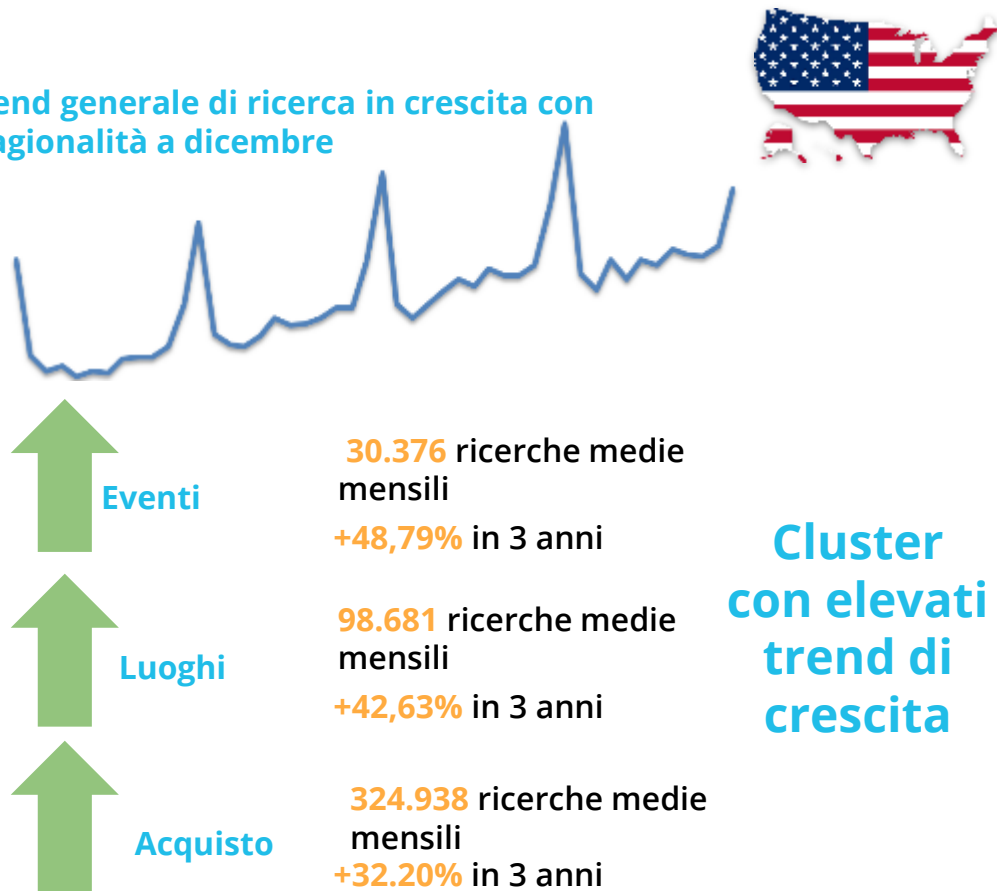 end generale di ricerca in crescita con
agionalità a dicembre
30.376 ricerche medie
mensili
Eventi
+48,79% in 3 anni
Cluster
con elevati
trend di
crescita
98.681 ricerche medie
mensili
Luoghi
+42,63% in 3 anni
324.938 ricerche medie
mensili
Acquisto
+32.20% in 3 anni